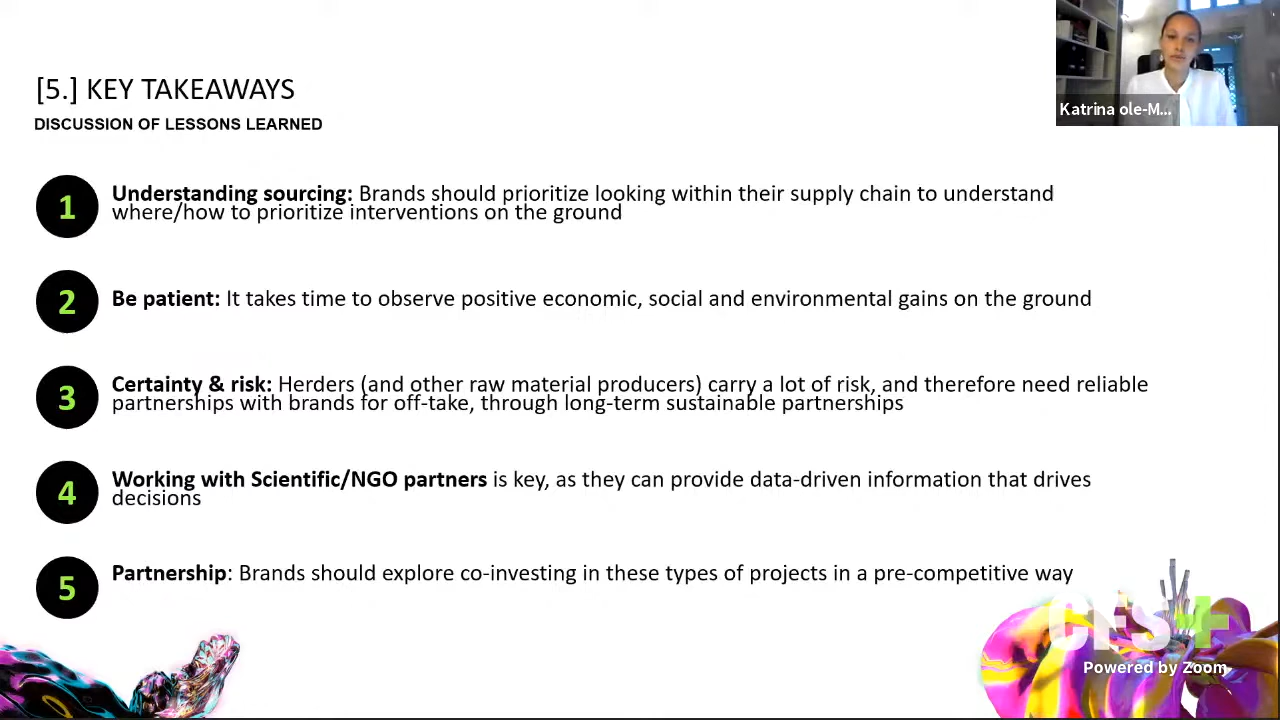 Katrina ole-M...
[5.] KEY TAKEAWAYS
DISCUSSION OF LESSONS LEARNED
1
Understanding sourcing: Brands should prioritize looking within their supply chain to understand
where/how to prioritize interventions on the ground
2
Be patient: It takes time to observe positive economic, social and environmental gains on the ground
3
Certainty & risk: Herders (and other raw material producers) carry a lot of risk, and therefore need reliable
partnerships with brands for off-take, through long-term sustainable partnerships
4
Working with Scientific/NGO partners is key, as they can provide data-driven information that drives
decisions
5
Partnership: Brands should explore co-investing in these types of projects in a pre-competitive way
CFS+
Powered by Zoom